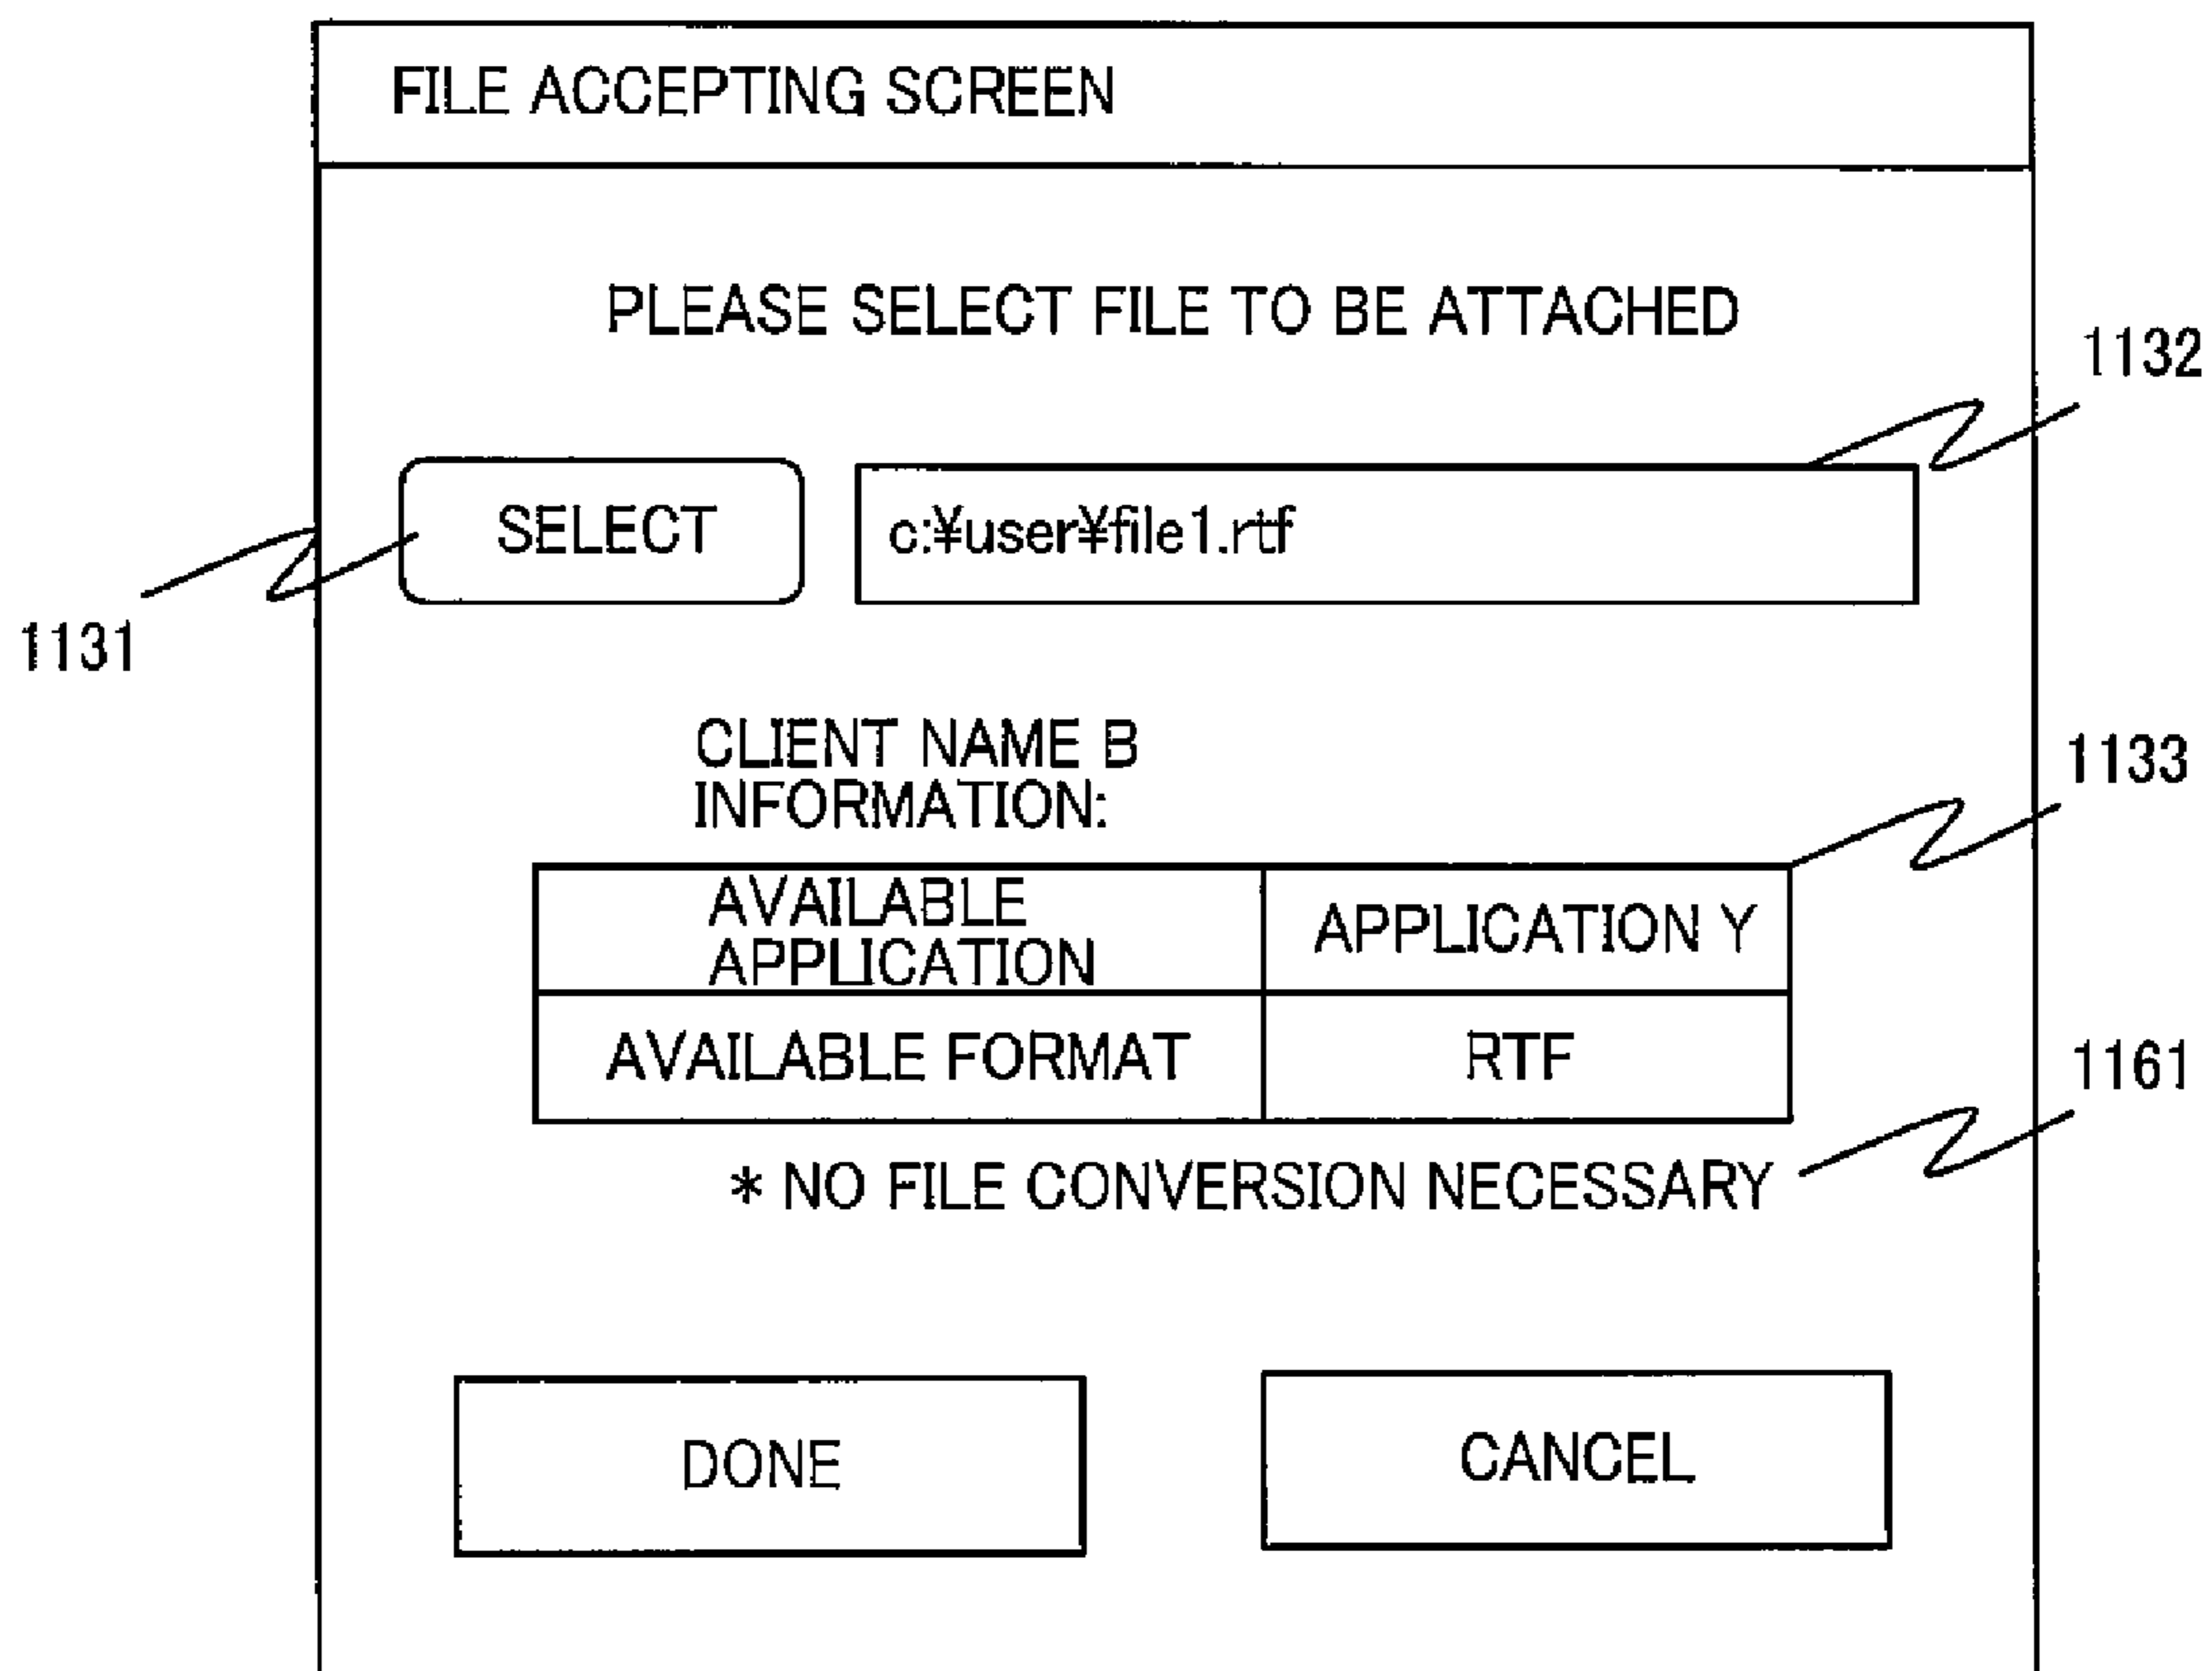 FILE ACCEPTING SCREEN
PLEASE SELECT FILE TO BE ATTACHED
1132
SELECT
c:¥user¥file1.rtf
1131
CLIENT NAME B
INFORMATION:
1133
AVAILABLE
APPLICATION
APPLICATION Y
AVAILABLE FORMAT
RTF
1161
* NO FILE CONVERSION NECESSARY
DONE
CANCEL